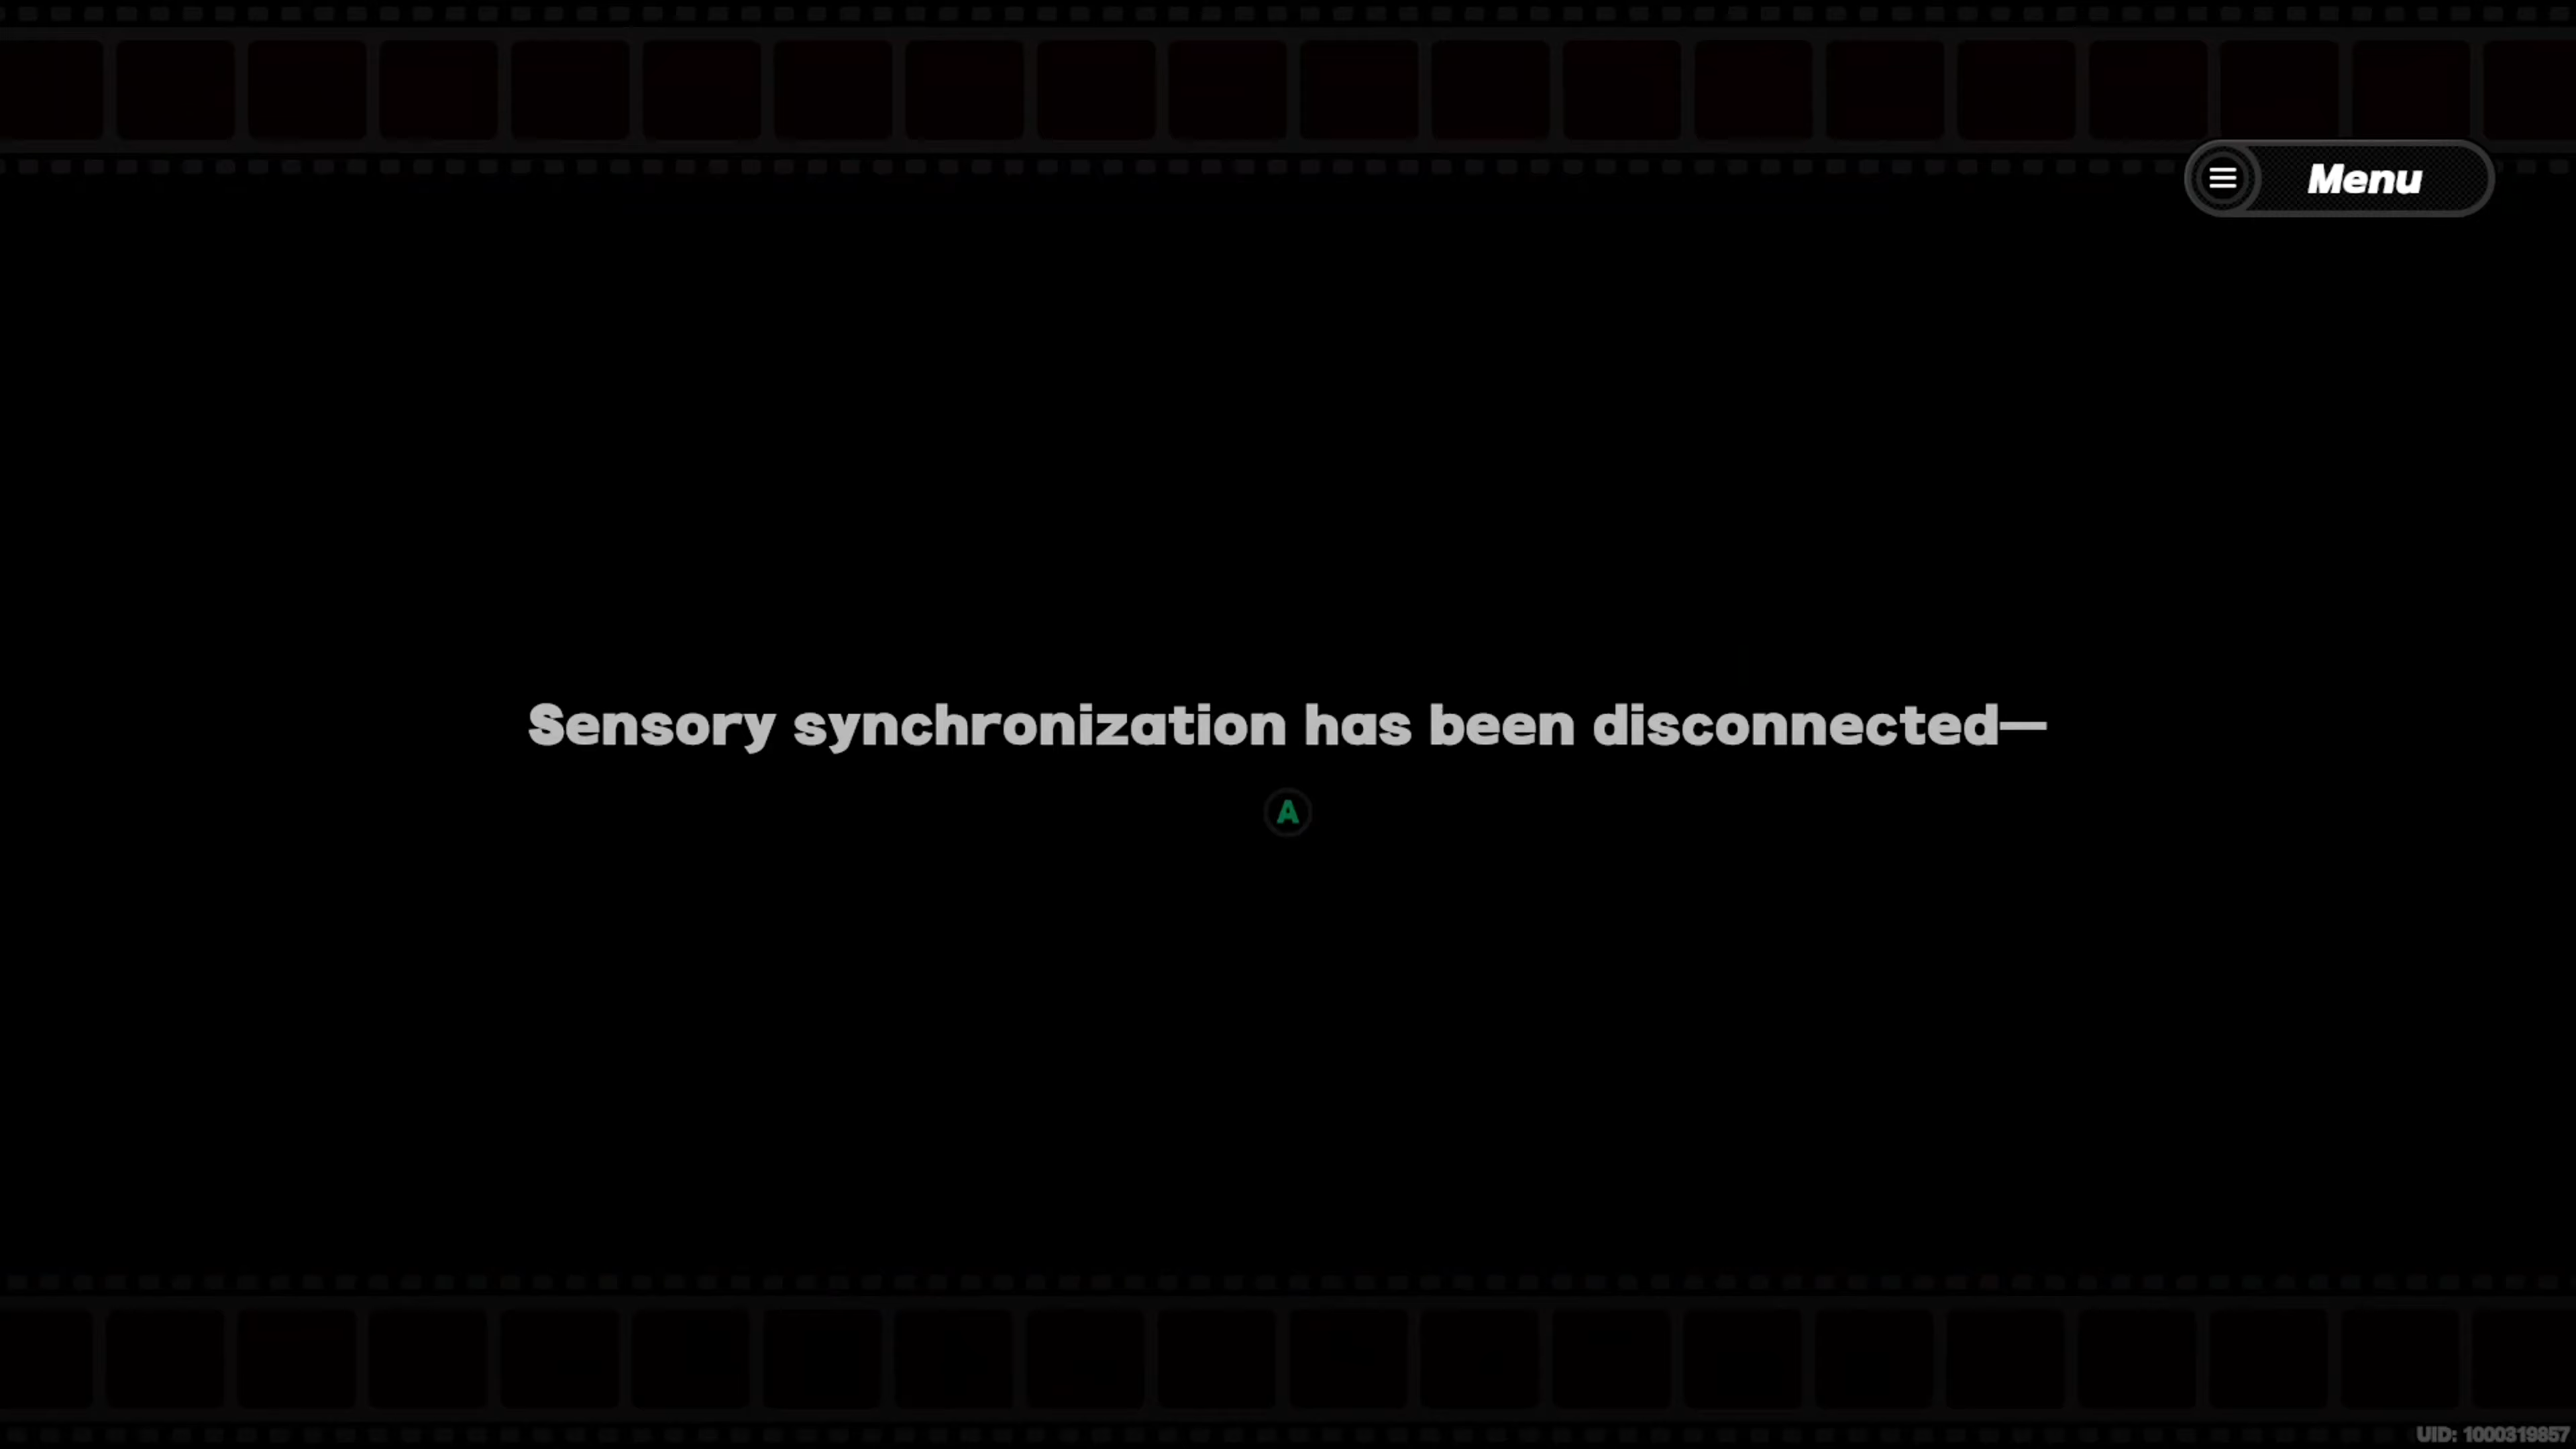 Menu
Sensory synchronization has been disconnected—
A
UID: 1000319857